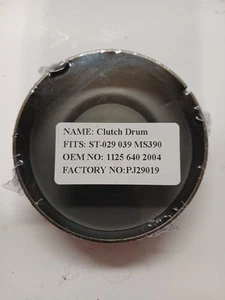 NAME: Clutch Drum
FITS: ST-029 039 MS390
OEM NO: 1125 640 2004
FACTORY NO:PJ29019